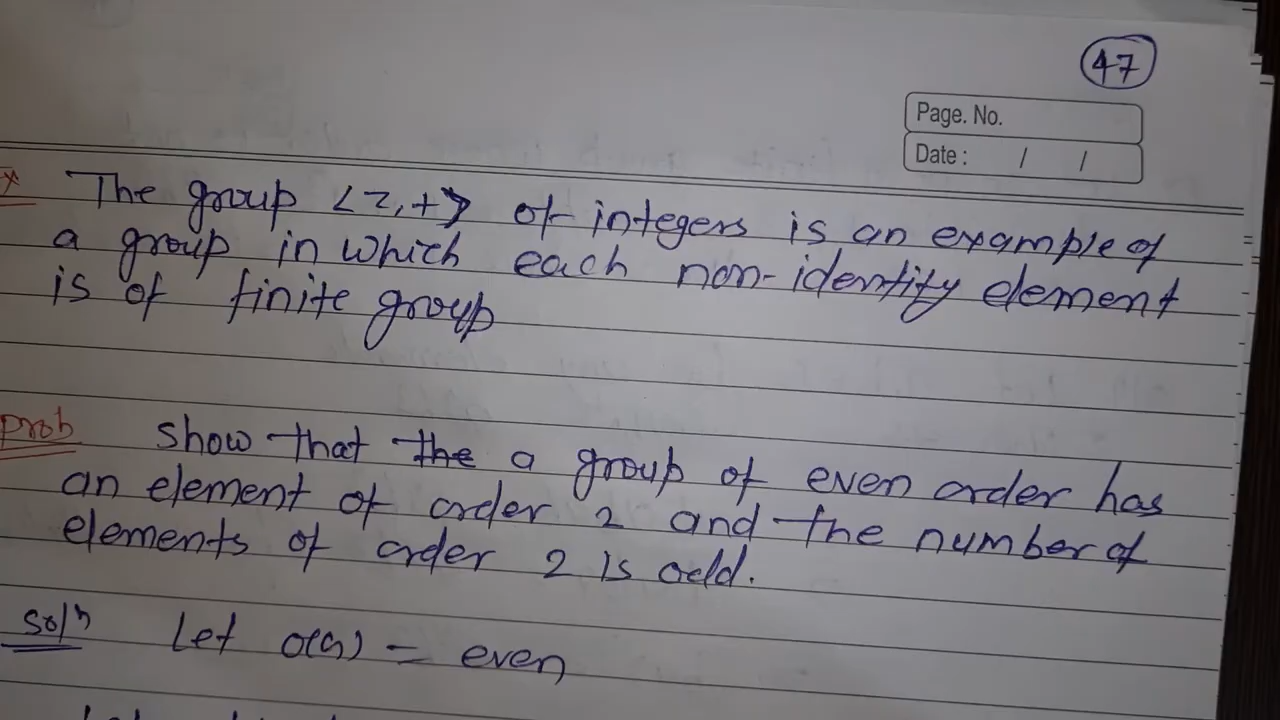 47
Page. No.
Date : / /
* The group <Z, +> of integers is an example of
a group in which each non-identity element
is of finite group
Prob Show that the a group of even order has
an element of order 2 and the number of
elements of order 2 is odd.
Solⁿ Let o(G) = even